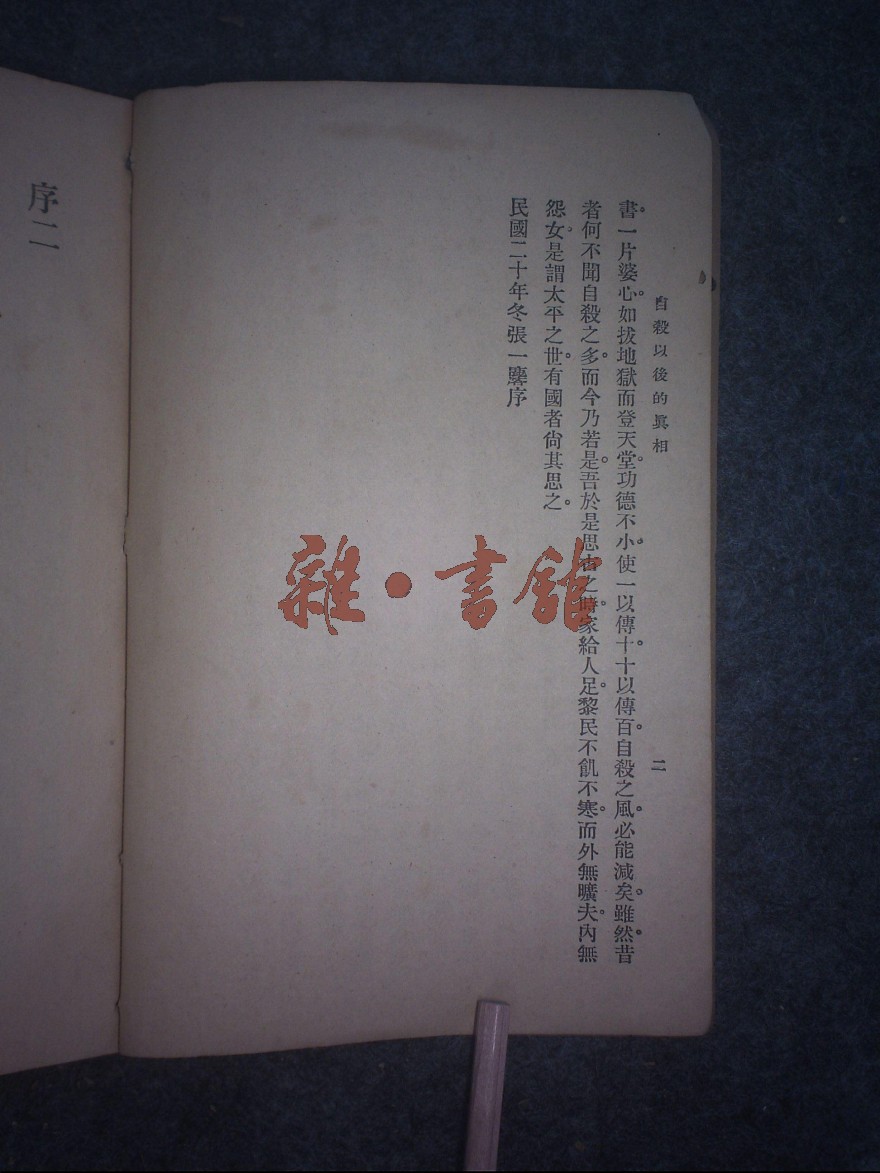 自殺以後的眞相
二
書。一片婆心。如拔地獄而登天堂。功德不小。使一以傳十。十以傳百。自殺之風。必能減矣。雖然。昔
者何不聞自殺之多。而今乃若是。吾於是思古之時。家給人足。黎民不飢不寒。而外無曠夫。內無
怨女。是謂太平之世。有國者尙其思之。
民國二十年冬張一麐序
序二
雜·書館